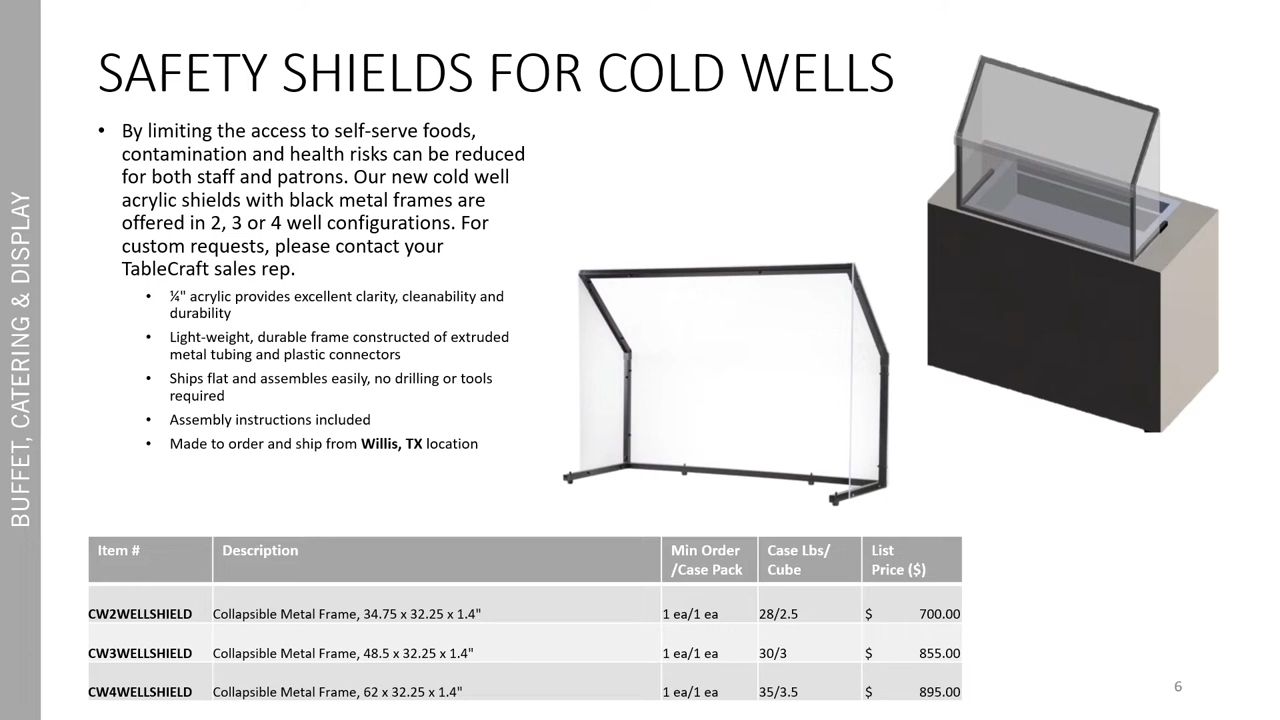 BUFFET, CATERING & DISPLAY
SAFETY SHIELDS FOR COLD WELLS
• By limiting the access to self-serve foods,
contamination and health risks can be reduced
for both staff and patrons. Our new cold well
acrylic shields with black metal frames are
offered in 2, 3 or 4 well configurations. For
custom requests, please contact your
TableCraft sales rep.
• ¼" acrylic provides excellent clarity, cleanability and
durability
• Light-weight, durable frame constructed of extruded
metal tubing and plastic connectors
• Ships flat and assembles easily, no drilling or tools
required
• Assembly instructions included
• Made to order and ship from Willis, TX location
Item # Description Min Order Case Lbs/ List
/Case Pack Cube Price ($)
CW2WELLSHIELD Collapsible Metal Frame, 34.75 x 32.25 x 1.4" 1 ea/1 ea 28/2.5 $ 700.00
CW3WELLSHIELD Collapsible Metal Frame, 48.5 x 32.25 x 1.4" 1 ea/1 ea 30/3 $ 855.00
CW4WELLSHIELD Collapsible Metal Frame, 62 x 32.25 x 1.4" 1 ea/1 ea 35/3.5 $ 895.00
6